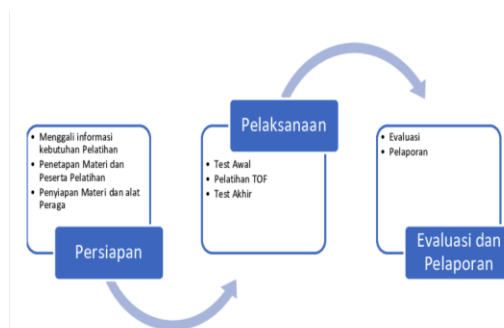 • Menggali informasi
kebutuhan Pelatihan
• Penetapan Materi dan
Peserta Pelatihan
• Penyiapan Materi dan alat
Peraga
Persiapan
Pelaksanaan
• Test Awal
• Pelatihan TOF
• Test Akhir
• Evaluasi
• Pelaporan
Evaluasi dan
Pelaporan